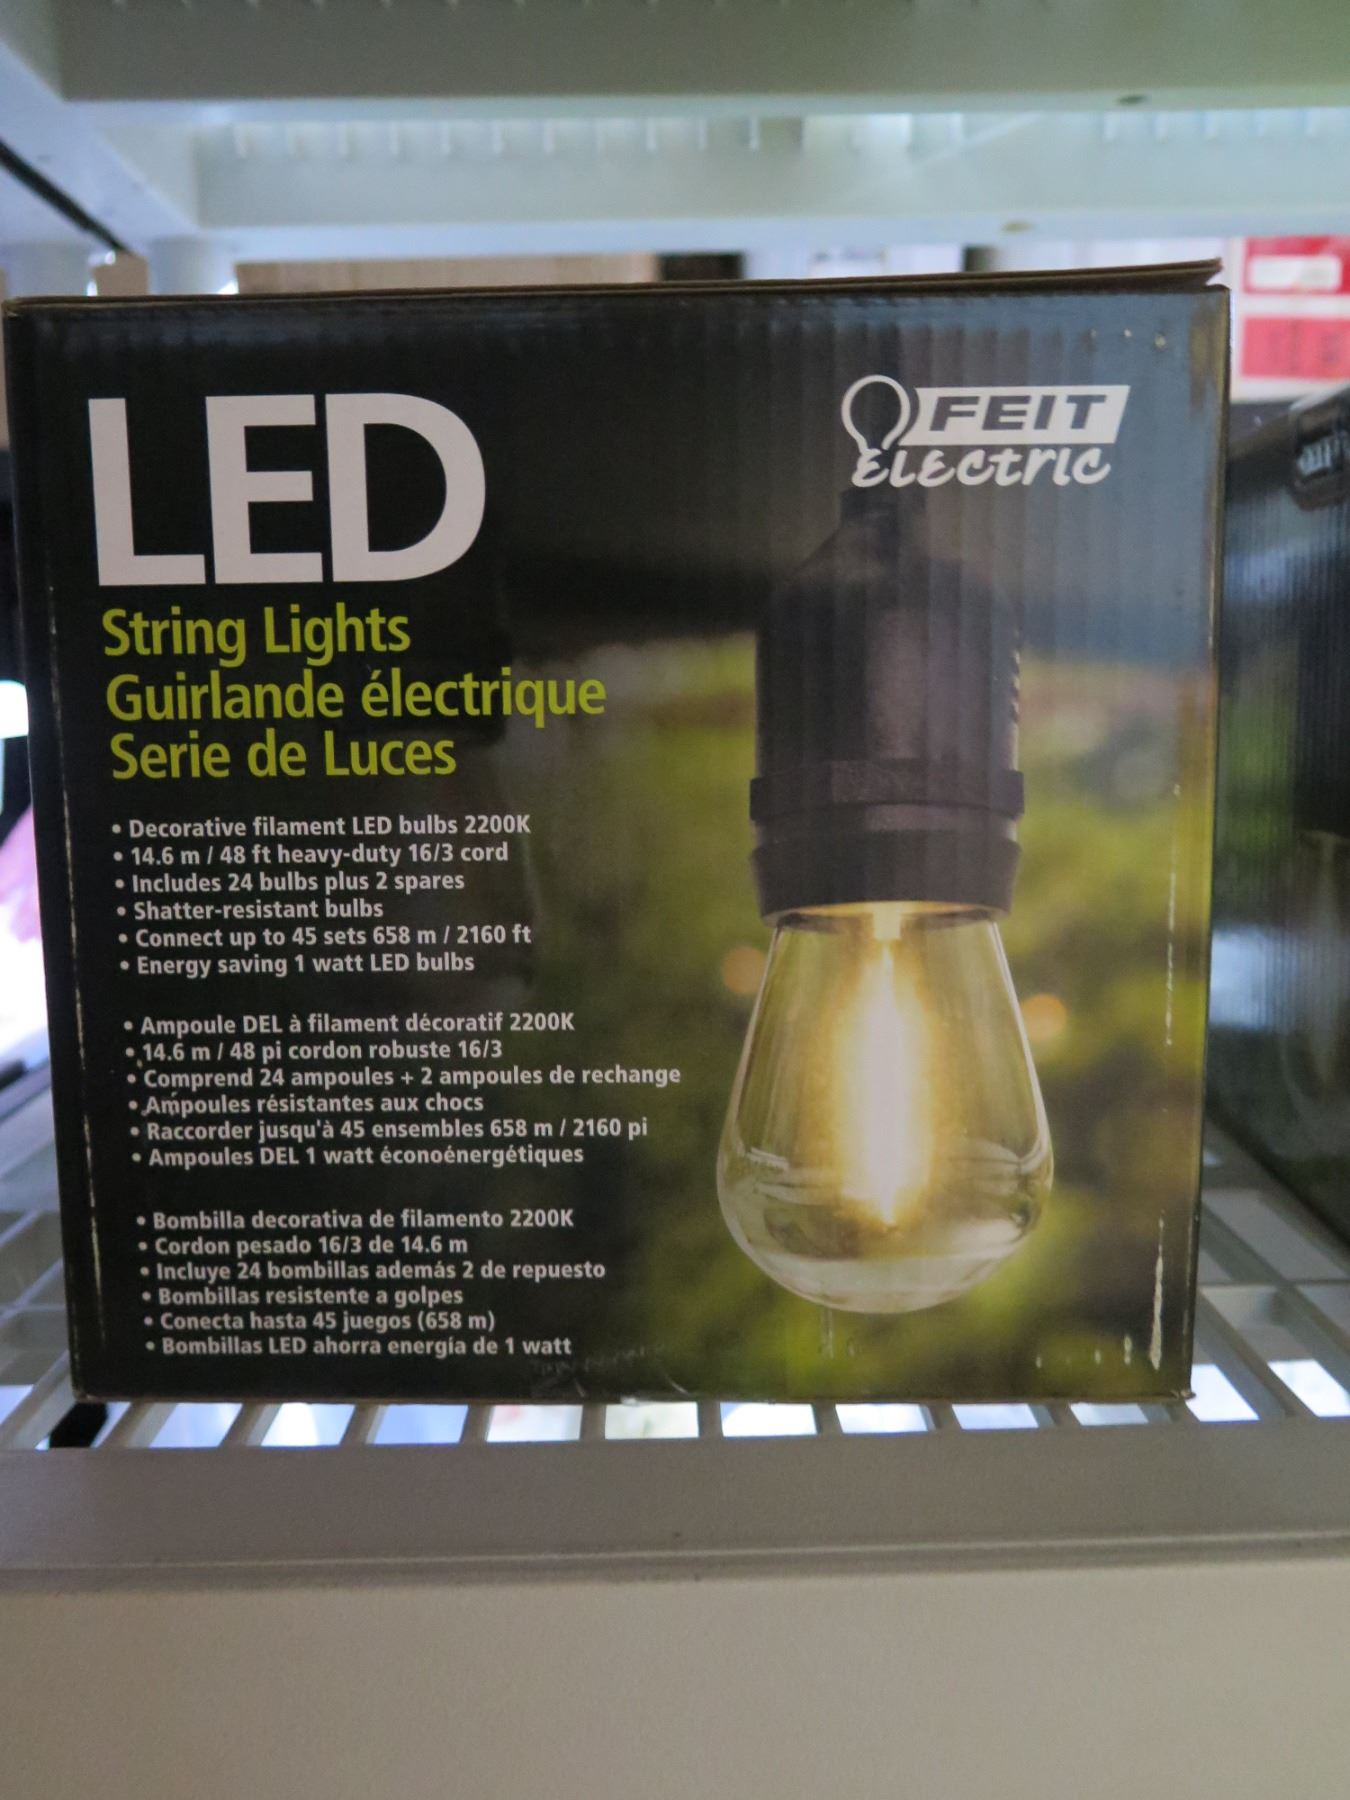 LED
FEIT
ELECTRIC
String Lights
Guirlande électrique
Serie de Luces
• Decorative filament LED bulbs 2200K
• 14.6 m / 48 ft heavy-duty 16/3 cord
• Includes 24 bulbs plus 2 spares
• Shatter-resistant bulbs
• Connect up to 45 sets 658 m / 2160 ft
• Energy saving 1 watt LED bulbs
• Ampoule DEL à filament décoratif 2200K
• 14.6 m / 48 pi cordon robuste 16/3
• Comprend 24 ampoules + 2 ampoules de rechange
• Ampoules résistantes aux chocs
• Raccorder jusqu'à 45 ensembles 658 m / 2160 pi
• Ampoules DEL 1 watt éconoénergétiques
• Bombilla decorativa de filamento 2200K
• Cordon pesado 16/3 de 14.6 m
• Incluye 24 bombillas además 2 de repuesto
• Bombillas resistente a golpes
• Conecta hasta 45 juegos (658 m)
• Bombillas LED ahorra energía de 1 watt